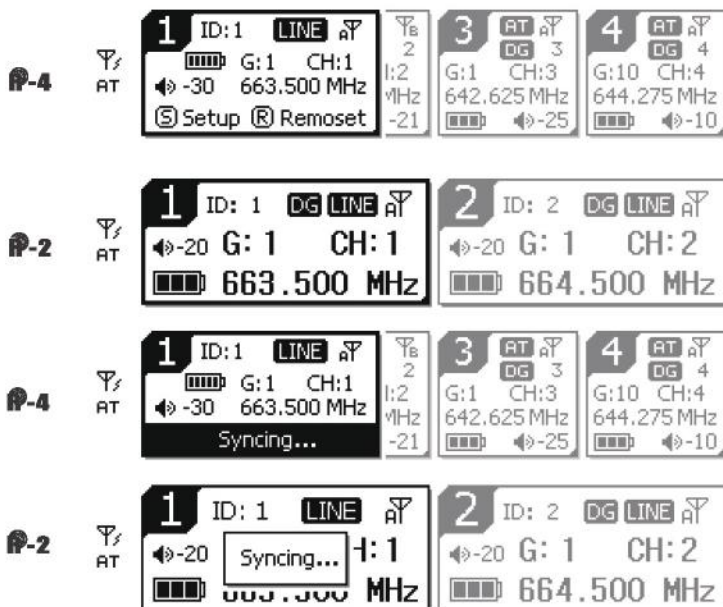 P-4
AT
1 ID:1 LINE A
G:1 CH:1
-30 663.500 MHz
S Setup R Remoset
B
2
:2
MHz
-21
3 AT A
DG 3
G:1 CH:3
642.625 MHz
-25
4 AT A
DG 4
G:10 CH:4
644.275 MHz
-10
P-2
AT
1 ID: 1 DG LINE A
-20 G: 1 CH: 1
663.500 MHz
2 ID: 2 DG LINE A
-20 G: 1 CH: 2
664.500 MHz
P-4
AT
1 ID:1 LINE A
G:1 CH:1
-30 663.500 MHz
Syncing...
B
2
:2
MHz
-21
3 AT A
DG 3
G:1 CH:3
642.625 MHz
-25
4 AT A
DG 4
G:10 CH:4
644.275 MHz
-10
P-2
AT
1 ID: 1 LINE A
-20 Syncing... : 1
MHz
2 ID: 2 DG LINE A
-20 G: 1 CH: 2
664.500 MHz